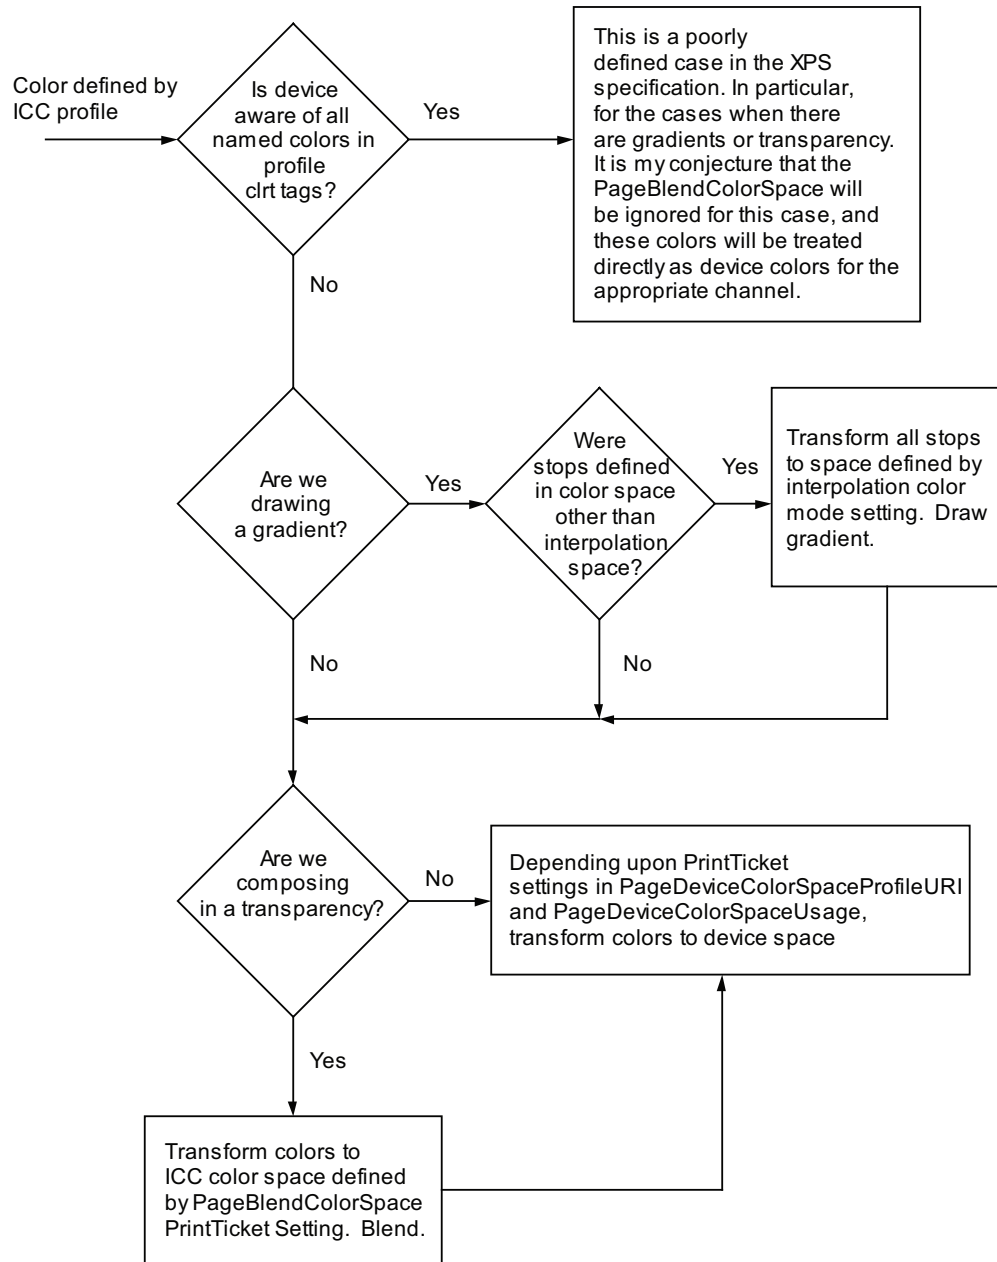 Color defined by
ICC profile
Is device
aware of all
named colors in
profile
clrt tags?
Yes
This is a poorly
defined case in the XPS
specification. In particular,
for the cases when there
are gradients or transparency.
It is my conjecture that the
PageBlendColorSpace will
be ignored for this case, and
these colors will be treated
directly as device colors for the
appropriate channel.
No
Are we
drawing
a gradient?
Yes
Were
stops defined
in color space
other than
interpolation
space?
Yes
Transform all stops
to space defined by
interpolation color
mode setting. Draw
gradient.
No
No
Are we
composing
in a transparency?
No
Depending upon PrintTicket
settings in PageDeviceColorSpaceProfileURI
and PageDeviceColorSpaceUsage,
transform colors to device space
Yes
Transform colors to
ICC color space defined
by PageBlendColorSpace
PrintTicket Setting. Blend.